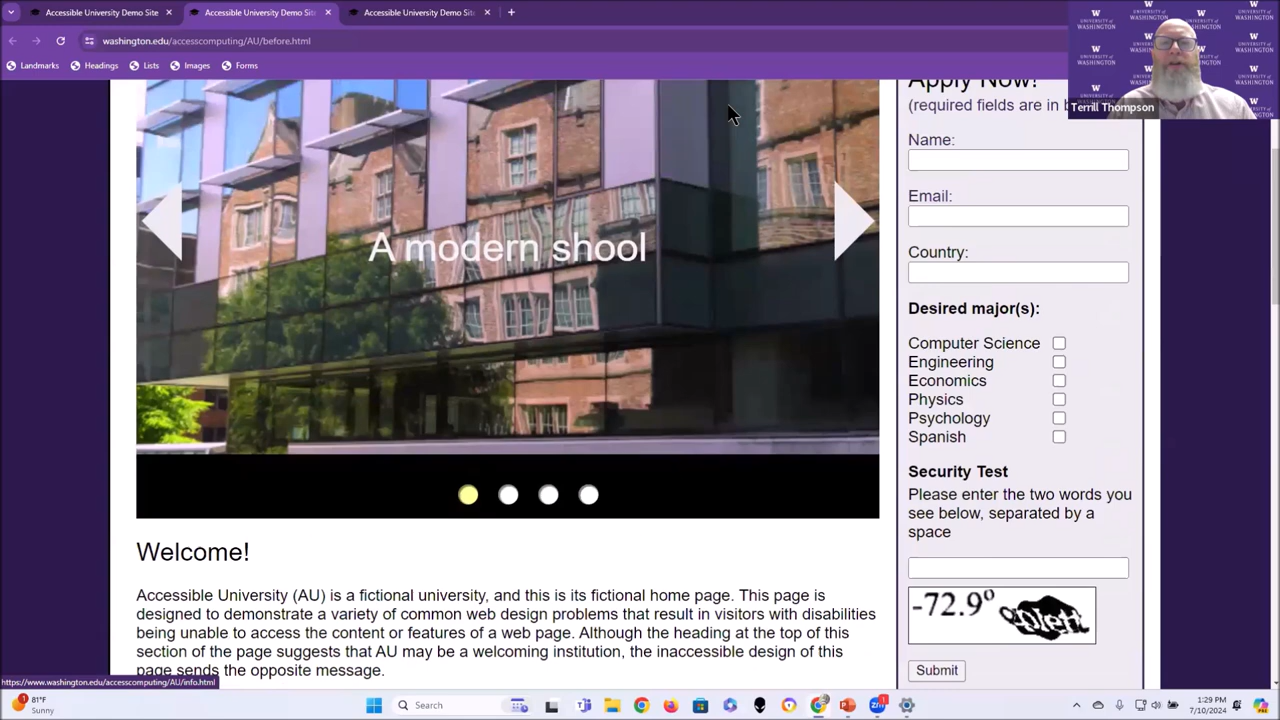 Accessible University Demo Site
Accessible University Demo Site
Accessible University Demo Site
washington.edu/accesscomputing/AU/before.html
Landmarks
Headings
Lists
Images
Forms
UNIVERSITY of WASHINGTON
Terrill Thompson
A modern shool
Apply Now!
(required fields are in
Name:
Email:
Country:
Desired major(s):
Computer Science
Engineering
Economics
Physics
Psychology
Spanish
Security Test
Please enter the two words you
see below, separated by a
space
-72.9º
Submit
Welcome!
Accessible University (AU) is a fictional university, and this is its fictional home page. This page is
designed to demonstrate a variety of common web design problems that result in visitors with disabilities
being unable to access the content or features of a web page. Although the heading at the top of this
section of the page suggests that AU may be a welcoming institution, the inaccessible design of this
page sends the opposite message.
https://www.washington.edu/accesscomputing/AU/info.html
1
81°F
Sunny
Search
1:29 PM
7/10/2024